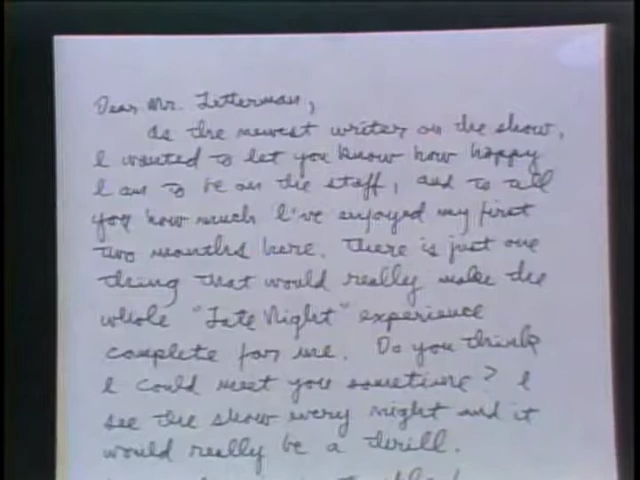 Dear Mr. Letterman,
As the newest writer on the show,
I wanted to let you know how happy
I am to be on the staff, and to tell
you how much I've enjoyed my first
two months here. There is just one
thing that would really make the
whole "Late Night" experience
complete for me. Do you think
I could meet you sometime? I
see the show every night and it
would really be a thrill.